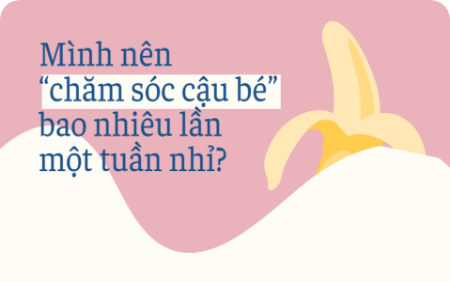 Mình nên
“chăm sóc cậu bé”
bao nhiêu lần
một tuần nhỉ?